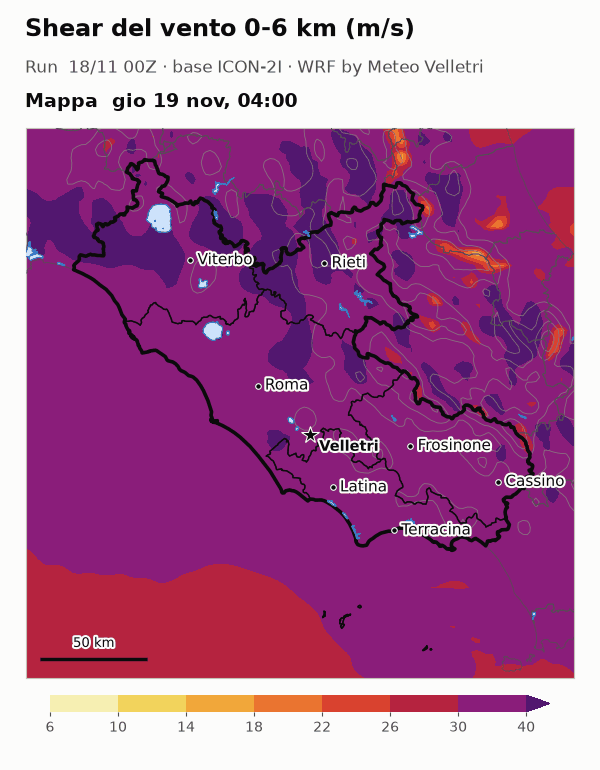 Shear del vento 0-6 km (m/s)
Run  18/11 00Z · base ICON-2I · WRF by Meteo Velletri
Mappa  gio 19 nov, 04:00
Viterbo
Rieti
Roma
Velletri
Frosinone
Latina
Cassino
Terracina
50 km
6 10 14 18 22 26 30 40